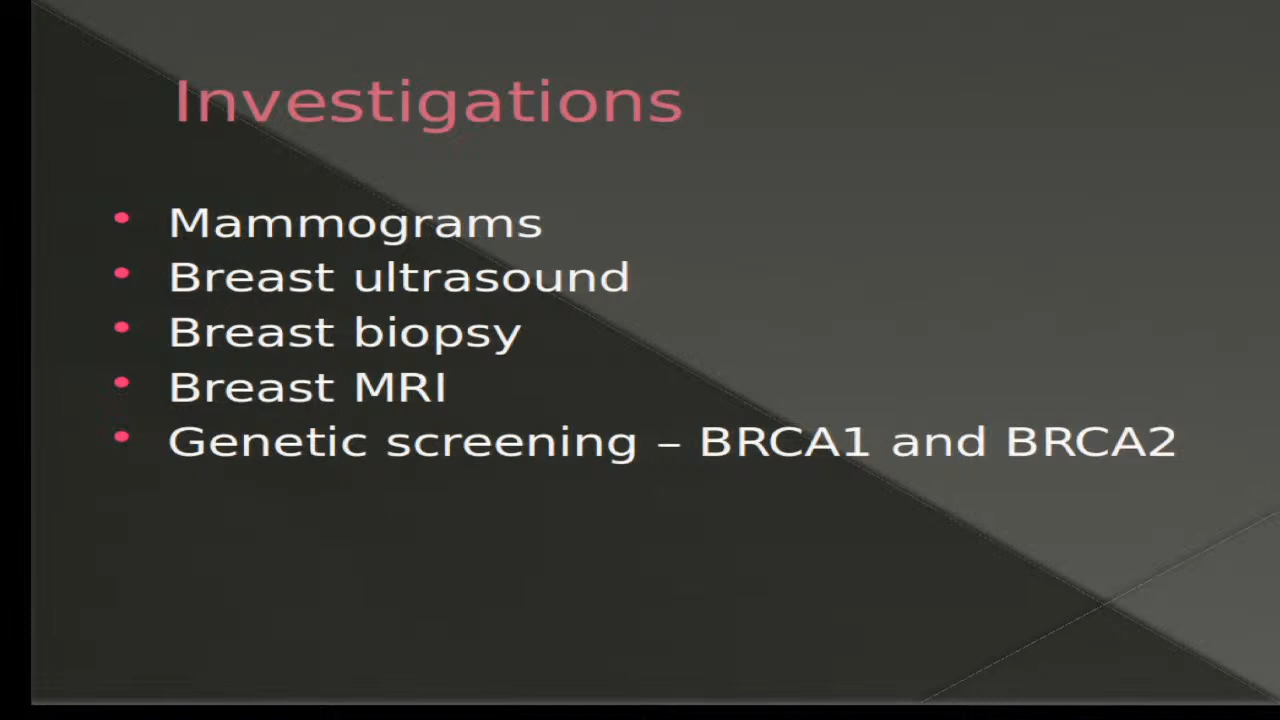 Investigations
• Mammograms
• Breast ultrasound
• Breast biopsy
• Breast MRI
• Genetic screening – BRCA1 and BRCA2